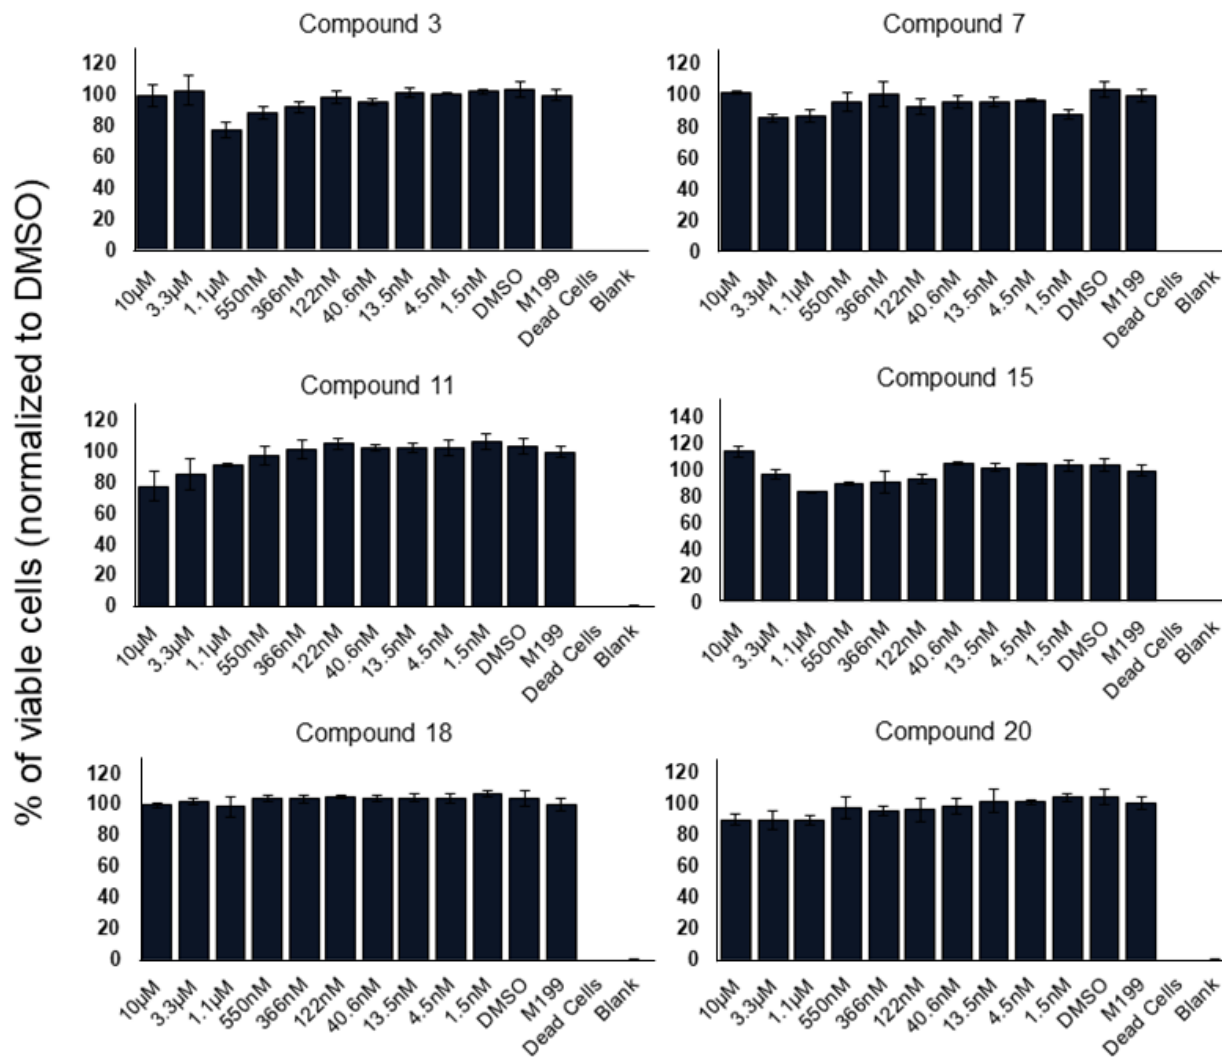 % of viable cells (normalized to DMSO)
Compound 3
120
100
80
60
40
20
0
10µM
3.3µM
1.1µM
550nM
366nM
122nM
40.6nM
13.5nM
4.5nM
1.5nM
DMSO
M199
Dead Cells
Blank
Compound 7
120
100
80
60
40
20
0
10µM
3.3µM
1.1µM
550nM
366nM
122nM
40.6nM
13.5nM
4.5nM
1.5nM
DMSO
M199
Dead Cells
Blank
Compound 11
120
100
80
60
40
20
0
10µM
3.3µM
1.1µM
550nM
366nM
122nM
40.6nM
13.5nM
4.5nM
1.5nM
DMSO
M199
Dead Cells
Blank
Compound 15
140
120
100
80
60
40
20
0
10µM
3.3µM
1.1µM
550nM
366nM
122nM
40.6nM
13.5nM
4.5nM
1.5nM
DMSO
M199
Dead Cells
Blank
Compound 18
120
100
80
60
40
20
0
10µM
3.3µM
1.1µM
550nM
366nM
122nM
40.6nM
13.5nM
4.5nM
1.5nM
DMSO
M199
Dead Cells
Blank
Compound 20
120
100
80
60
40
20
0
10µM
3.3µM
1.1µM
550nM
366nM
122nM
40.6nM
13.5nM
4.5nM
1.5nM
DMSO
M199
Dead Cells
Blank